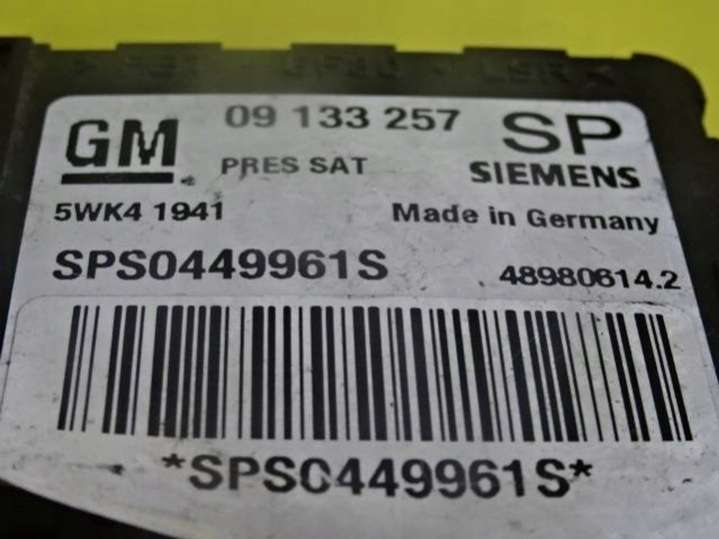 GM 09 133 257 SP
PRES SAT SIEMENS
5WK4 1941 Made in Germany
SPS0449961S 48980614.2
*SPS0449961S*